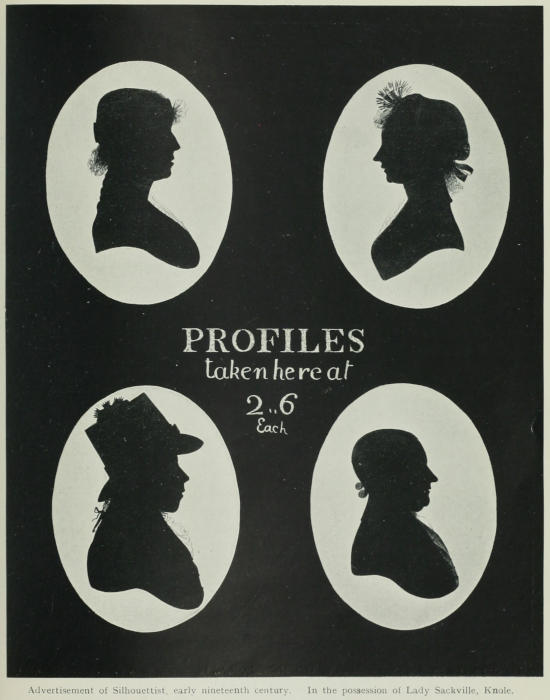 PROFILES
taken here at
2,,6
Each
Advertisement of Silhouettist, early nineteenth century. In the possession of Lady Sackville, Knole.